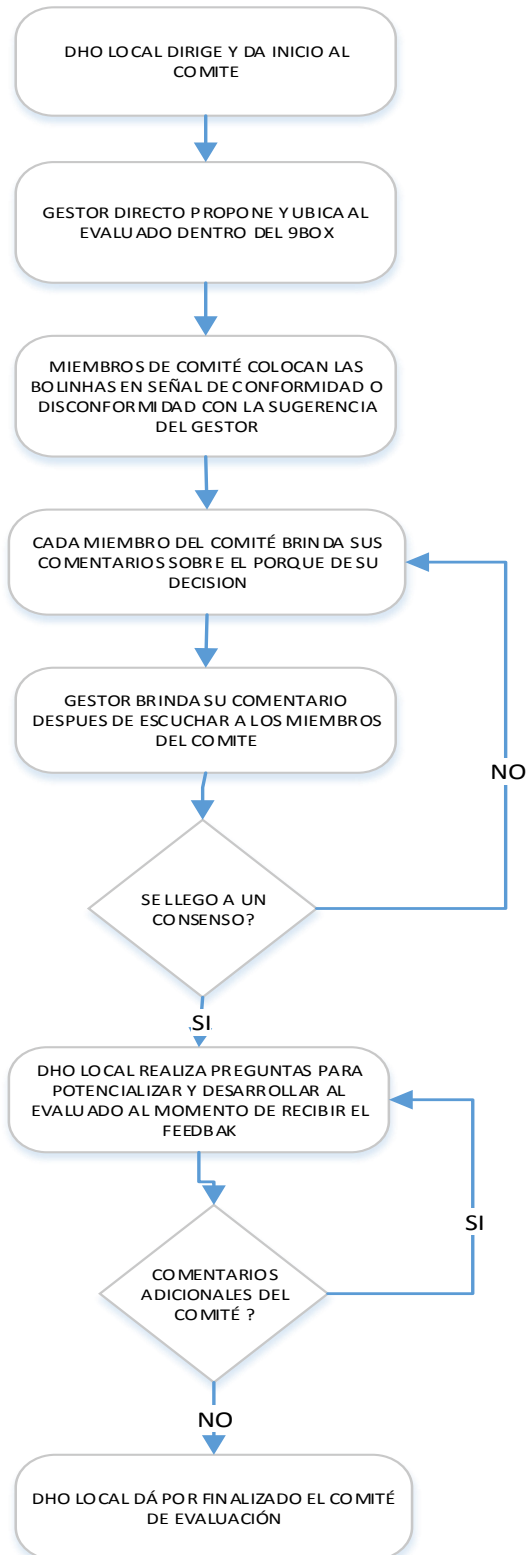 DHO LOCAL DIRIGE Y DA INICIO AL
COMITE
GESTOR DIRECTO PROPONE Y UBICA AL
EVALUADO DENTRO DEL 9BOX
MIEMBROS DE COMITÉ COLOCAN LAS
BOLINHAS EN SEÑAL DE CONFORMIDAD O
DISCONFORMIDAD CON LA SUGERENCIA
DEL GESTOR
CADA MIEMBRO DEL COMITÉ BRINDA SUS
COMENTARIOS SOBRE EL PORQUE DE SU
DECISION
GESTOR BRINDA SU COMENTARIO
DESPUES DE ESCUCHAR A LOS MIEMBROS
DEL COMITE
NO
SE LLEGO A UN
CONSENSO?
SI
DHO LOCAL REALIZA PREGUNTAS PARA
POTENCIALIZAR Y DESARROLLAR AL
EVALUADO AL MOMENTO DE RECIBIR EL
FEEDBAK
SI
COMENTARIOS
ADICIONALES DEL
COMITÉ ?
NO
DHO LOCAL DÁ POR FINALIZADO EL COMITÉ
DE EVALUACIÓN